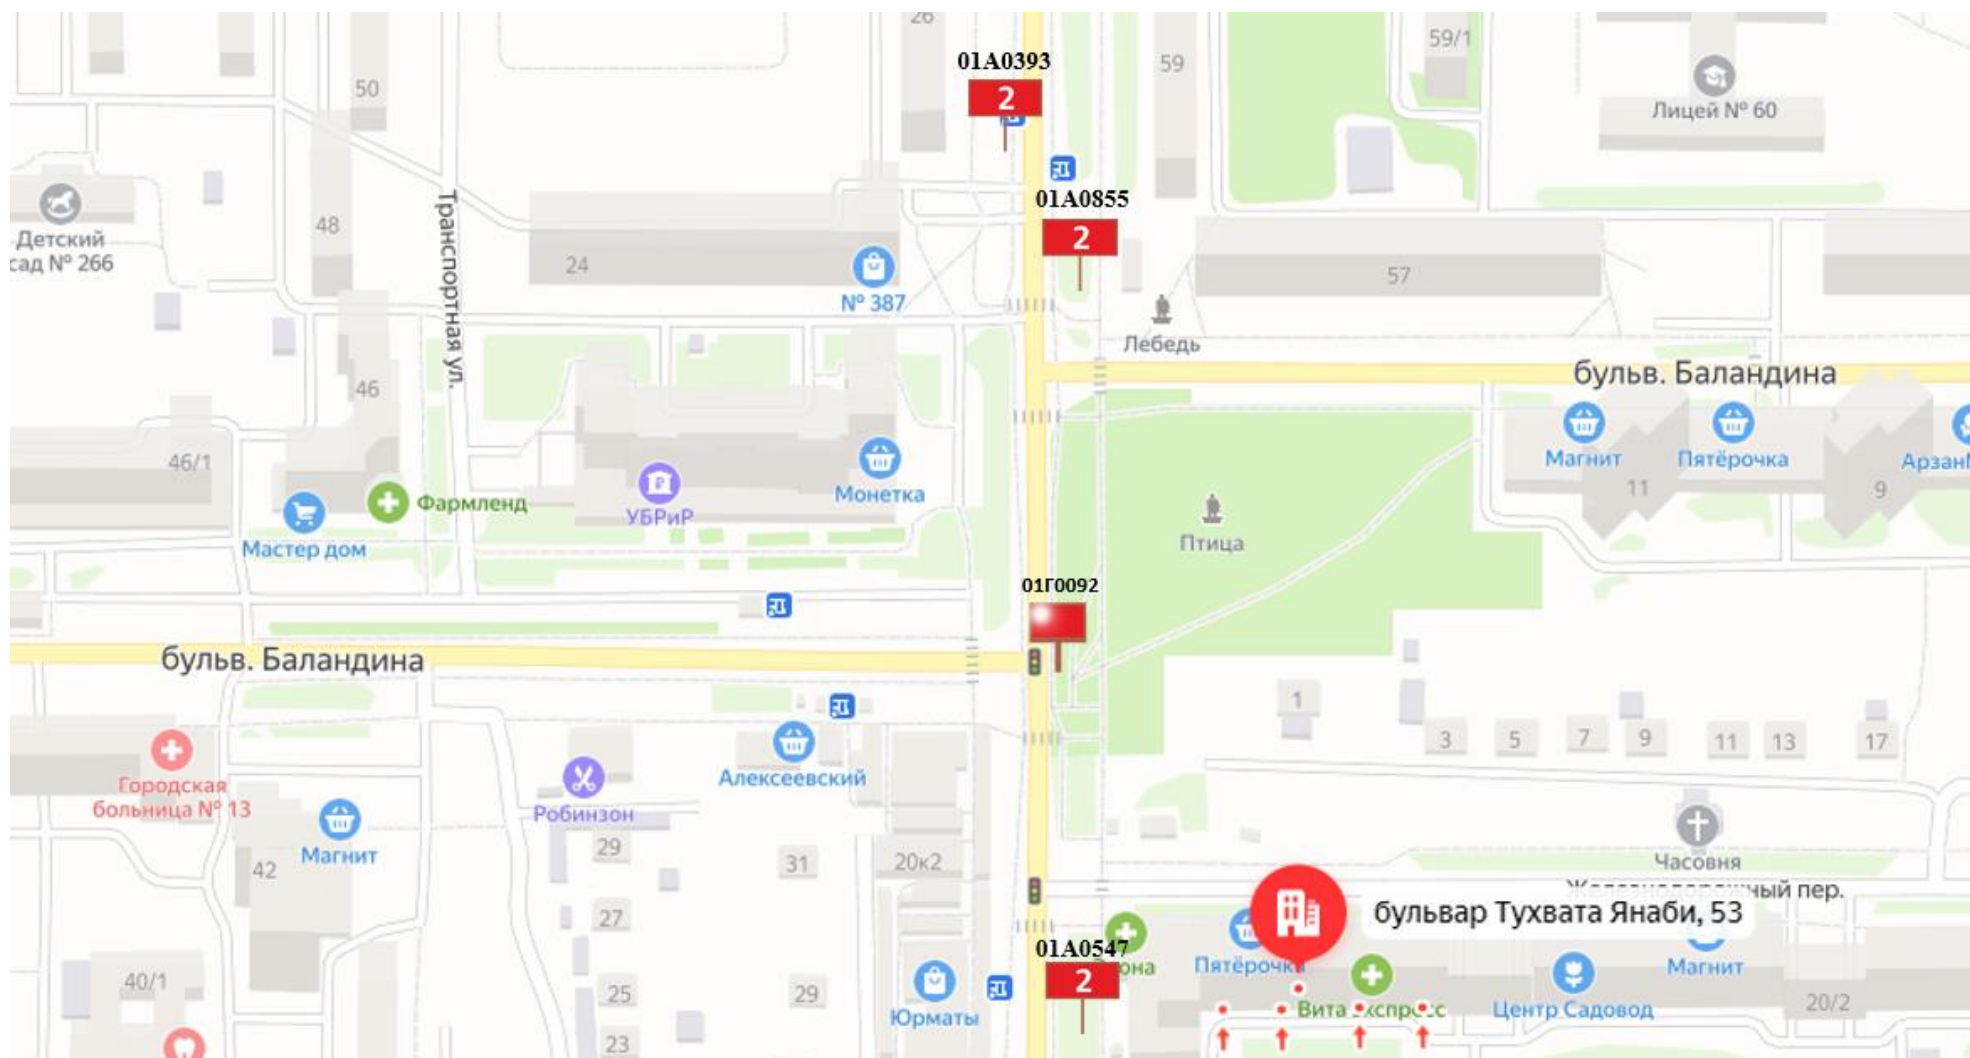 26
01А0393
2
50
59
59/1
Лицей № 60
01А0855
2
Детский
сад № 266
48
Транспортная ул.
24
№ 387
57
Лебедь
бульв. Баландина
46
46/1
Магнит
Пятёрочка
11
9
Монетка
Фармленд
УБРиР
Мастер дом
Птица
01Г0092
бульв. Баландина
1
3
5
7
9
11
13
17
Городская
больница № 13
Робинзон
Алексеевский
Магнит
42
29
31
20к2
Часовня
бульвар Тухвата Янаби, 53
27
01А0547
2
Пятёрочка
Магнит
40/1
25
29
Юрматы
Вита Экспресс
Центр Садовод
20/2
23